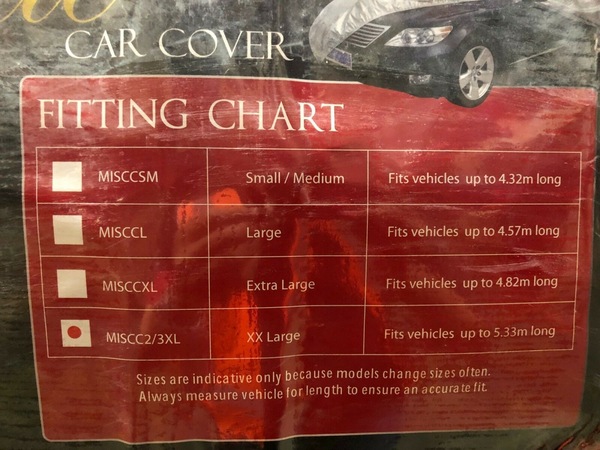 CAR COVER
FITTING CHART
MISCCSM Small / Medium Fits vehicles up to 4.32m long
MISCCL Large Fits vehicles up to 4.57m long
MISCCXL Extra Large Fits vehicles up to 4.82m long
MISCC2/3XL XX Large Fits vehicles up to 5.33m long
Sizes are indicative only because models change sizes often.
Always measure vehicle for length to ensure an accurate fit.